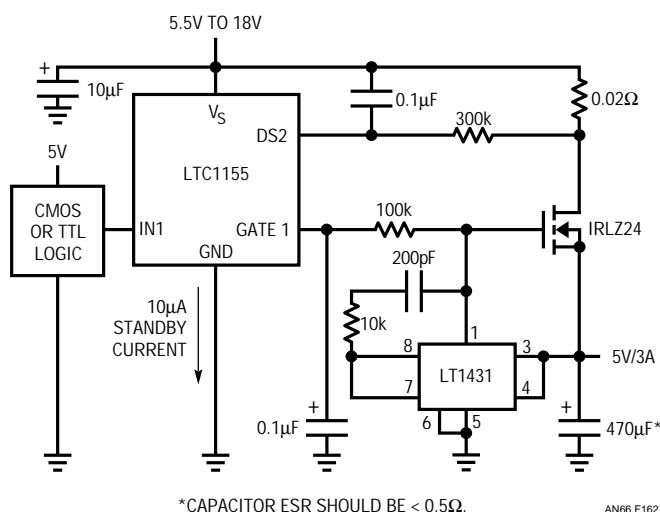 5.5V TO 18V
+
10µF
V_S
0.1µF
0.02Ω
DS2
300k
5V
LTC1155
CMOS
OR TTL
LOGIC
IN1
GATE 1
100k
IRLZ24
GND
200pF
10µA
STANDBY
CURRENT
10k
1
8
3
5V/3A
LT1431
7
4
+
6
5
+
0.1µF
470µF*
*CAPACITOR ESR SHOULD BE < 0.5Ω.
AN66 F162